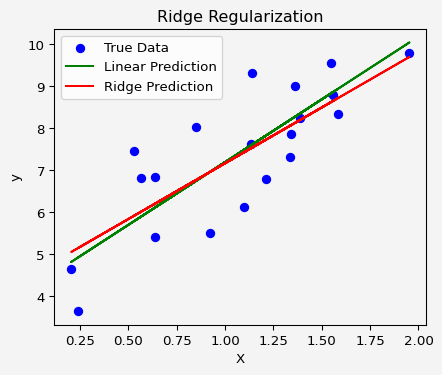 Ridge Regularization
True Data
Linear Prediction
Ridge Prediction
10
9
8
7
6
5
4
y
0.25 0.50 0.75 1.00 1.25 1.50 1.75 2.00
X